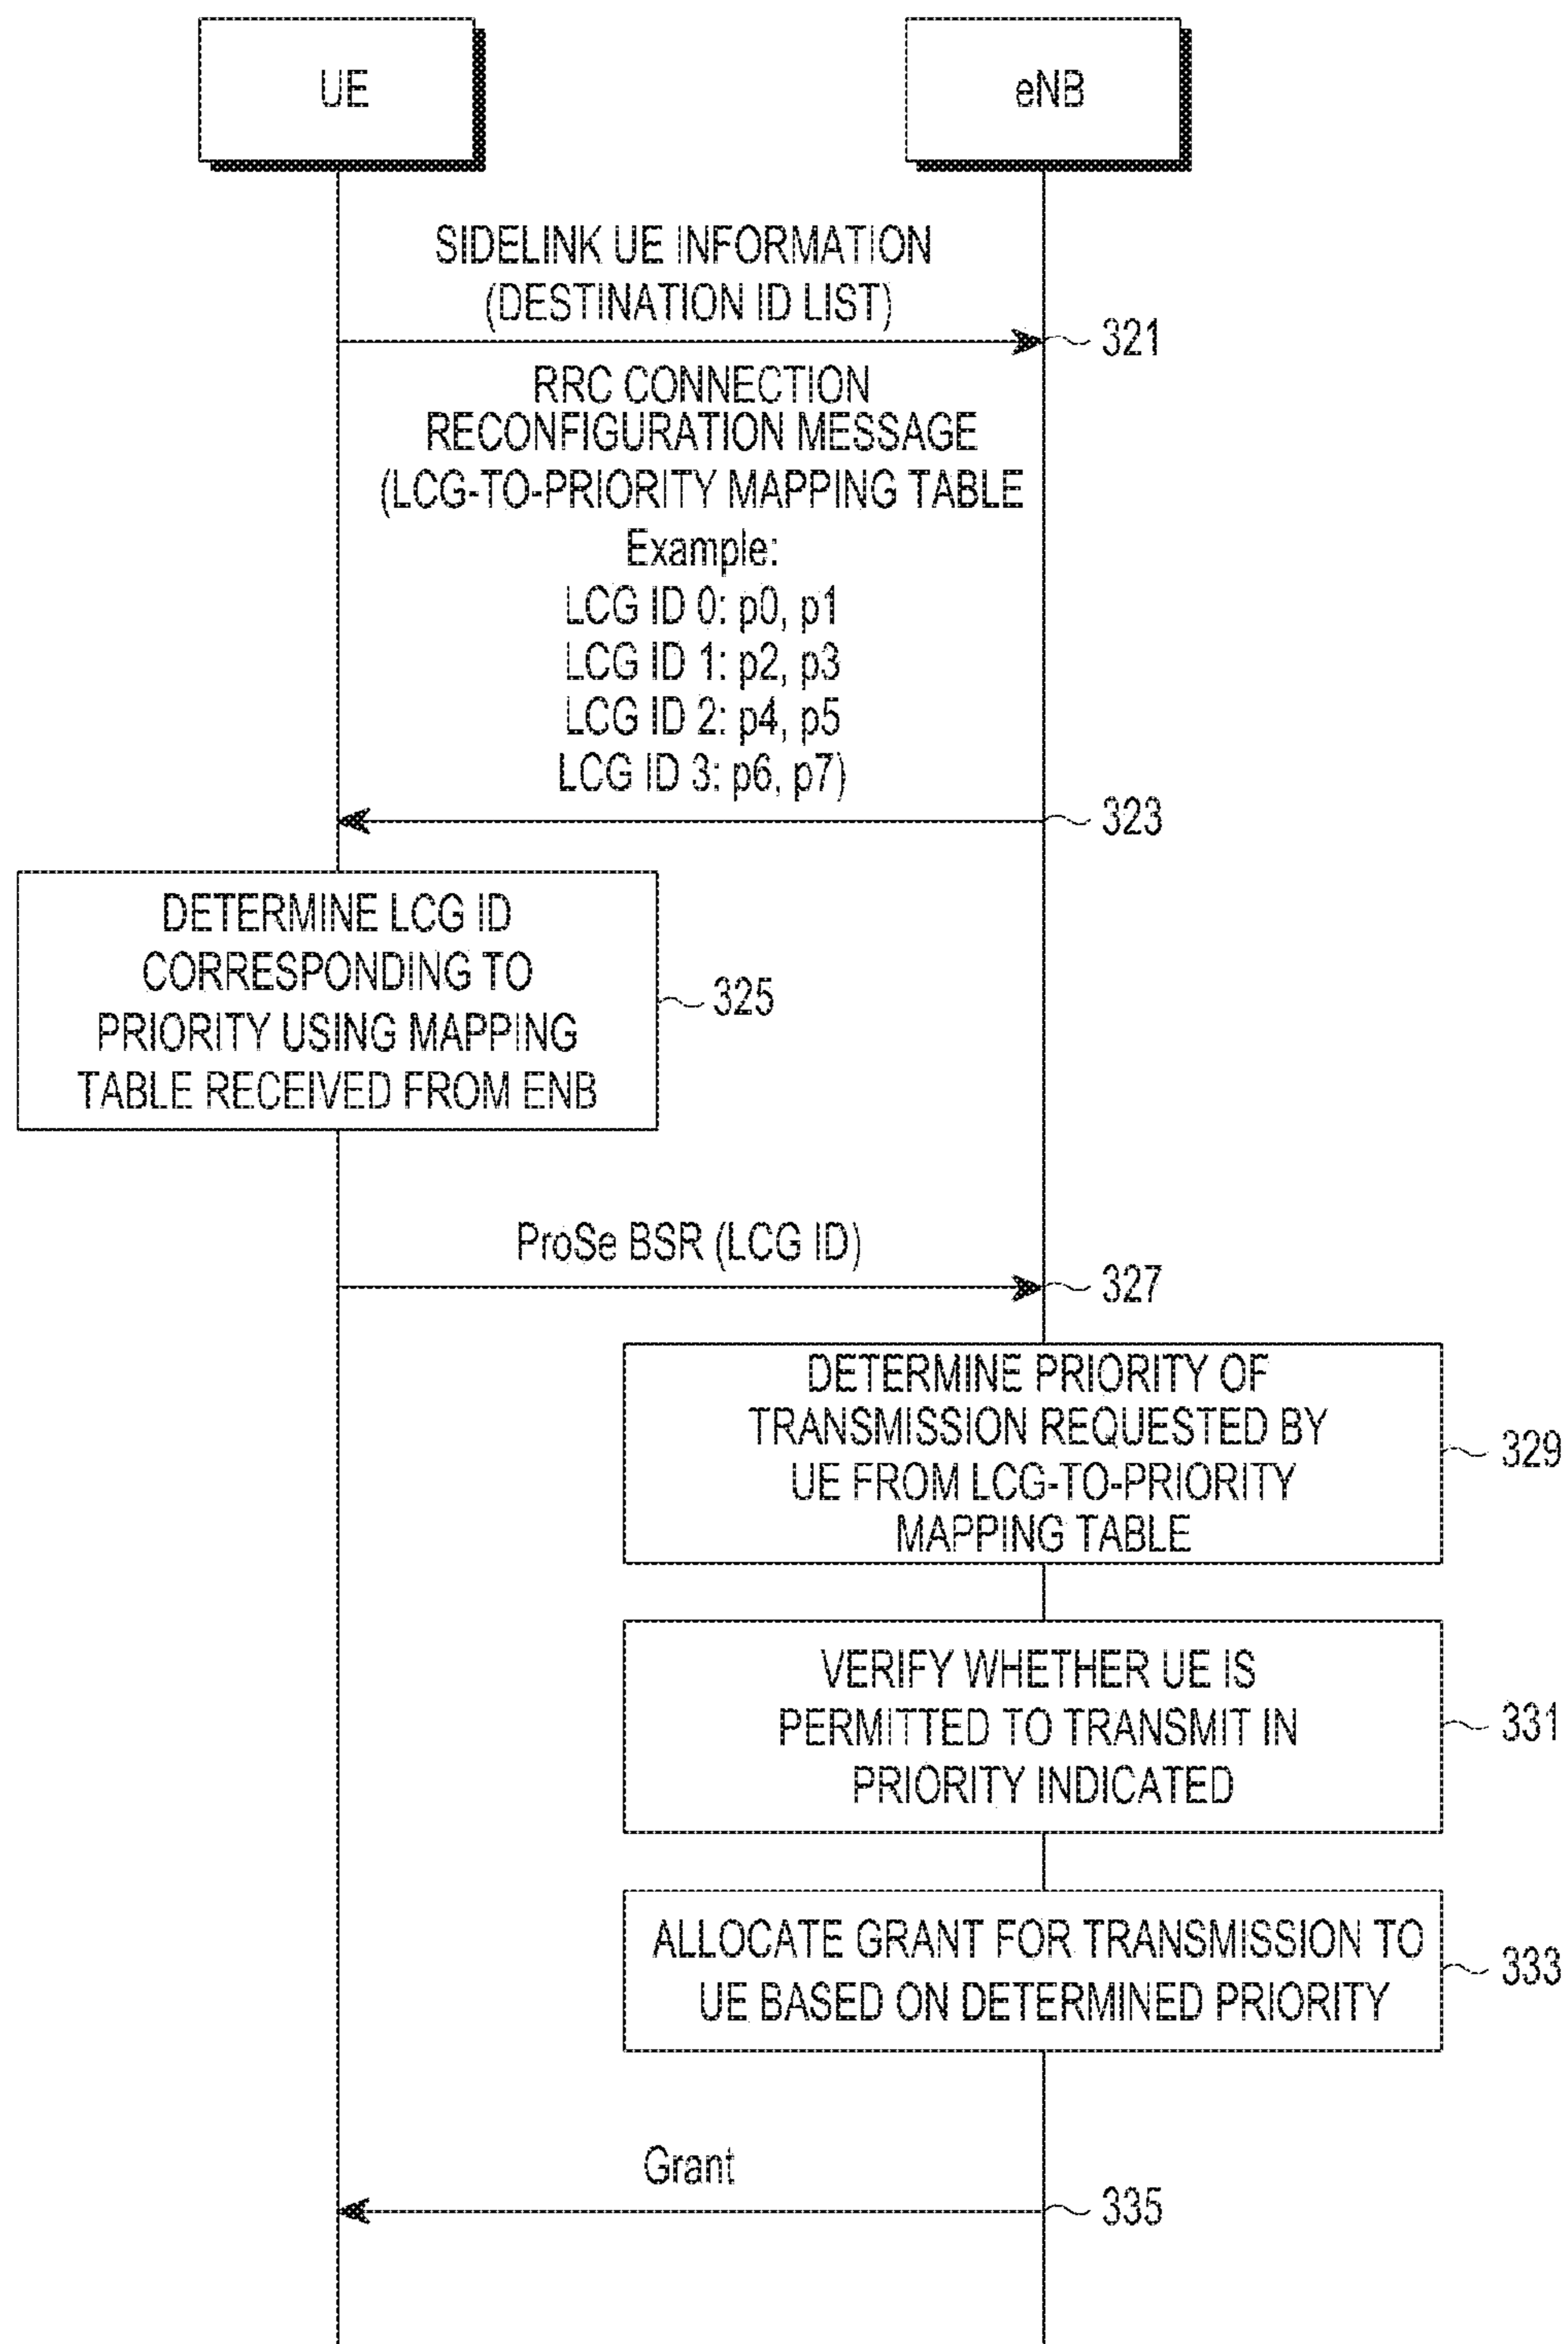 UE
eNB
SIDELINK UE INFORMATION
(DESTINATION ID LIST)
321
RRC CONNECTION
RECONFIGURATION MESSAGE
(LCG-TO-PRIORITY MAPPING TABLE
Example:
LCG ID 0: p0, p1
LCG ID 1: p2, p3
LCG ID 2: p4, p5
LCG ID 3: p6, p7)
323
DETERMINE LCG ID
CORRESPONDING TO
PRIORITY USING MAPPING
TABLE RECEIVED FROM ENB
325
ProSe BSR (LCG ID)
327
DETERMINE PRIORITY OF
TRANSMISSION REQUESTED BY
UE FROM LCG-TO-PRIORITY
MAPPING TABLE
329
VERIFY WHETHER UE IS
PERMITTED TO TRANSMIT IN
PRIORITY INDICATED
331
ALLOCATE GRANT FOR TRANSMISSION TO
UE BASED ON DETERMINED PRIORITY
333
Grant
335